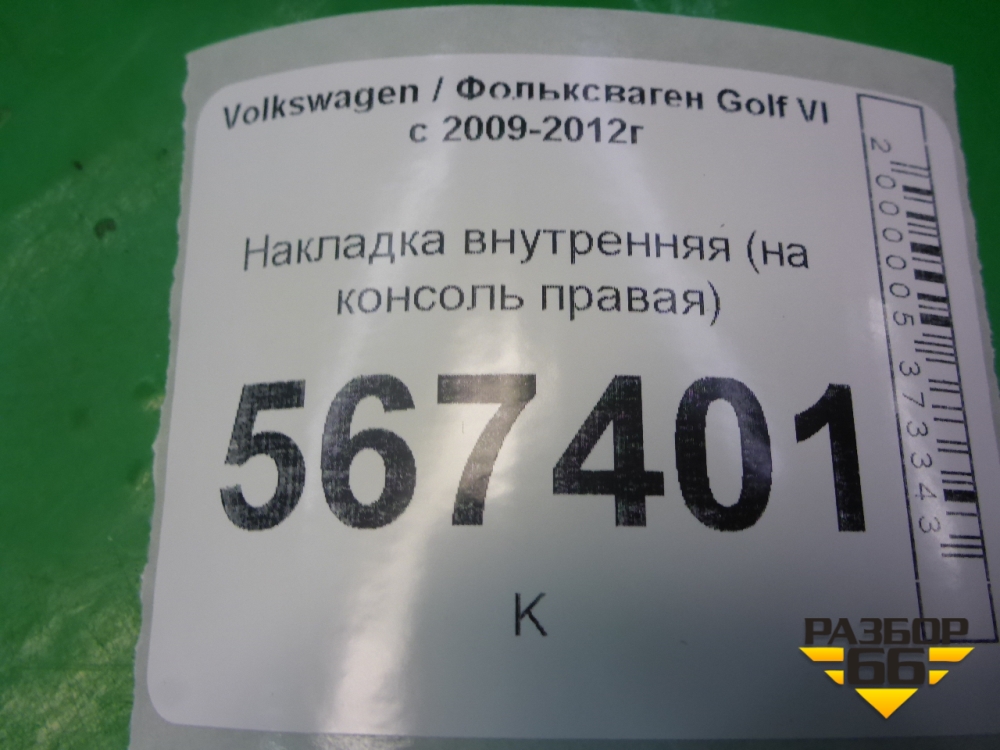 Volkswagen / Фольксваген Golf VI
с 2009-2012г
Накладка внутренняя (на
консоль правая)
567401
К
2000005373343
РАЗБОР
66